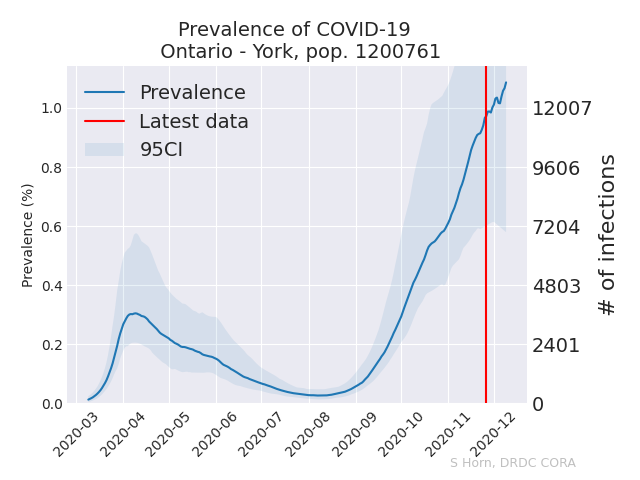 Prevalence of COVID-19
Ontario - York, pop. 1200761
Prevalence
Latest data
95CI
Prevalence (%)
1.0
0.8
0.6
0.4
0.2
0.0
12007
9606
7204
4803
2401
0
# of infections
2020-03
2020-04
2020-05
2020-06
2020-07
2020-08
2020-09
2020-10
2020-11
2020-12
S Horn, DRDC CORA